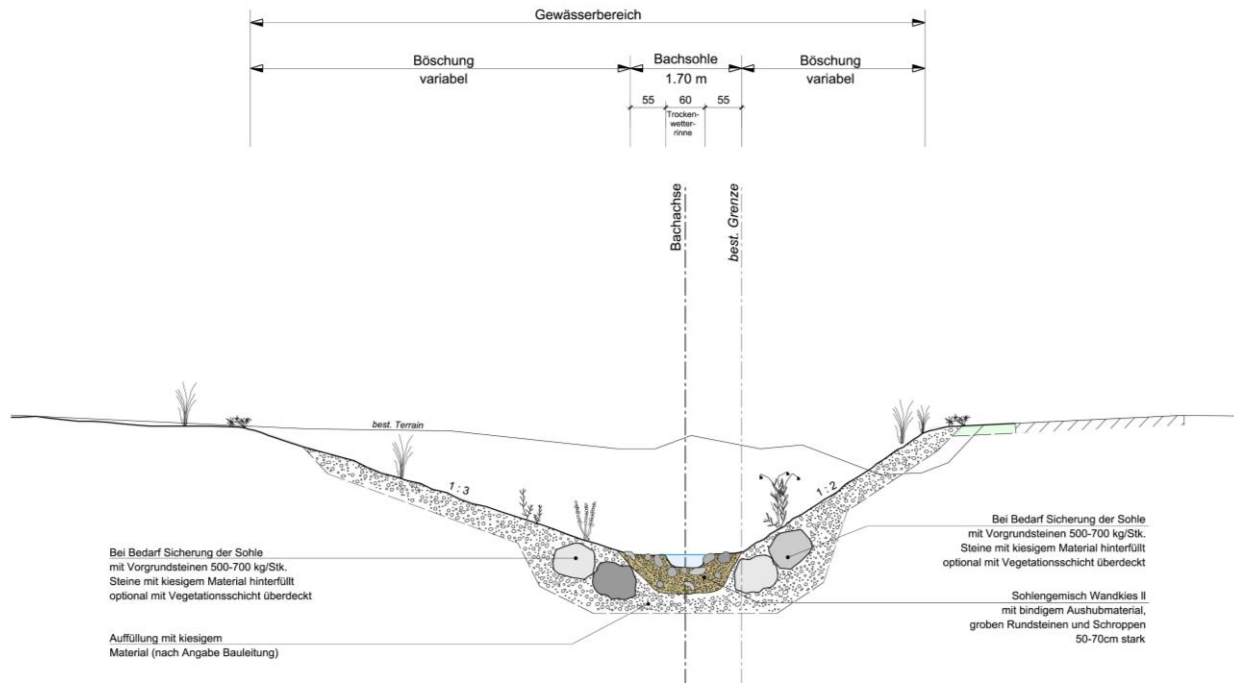 Gewässerbereich
Böschung
variabel
Bachsohle
1.70 m
Böschung
variabel
55 60 55
Trocken-
wetter-
rinne
Bachachse
best. Grenze
best. Terrain
1 : 3
1 : 2
Bei Bedarf Sicherung der Sohle
mit Vorgrundsteinen 500-700 kg/Stk.
Steine mit kiesigem Material hinterfüllt
optional mit Vegetationsschicht überdeckt
Auffüllung mit kiesigem
Material (nach Angabe Bauleitung)
Bei Bedarf Sicherung der Sohle
mit Vorgrundsteinen 500-700 kg/Stk.
Steine mit kiesigem Material hinterfüllt
optional mit Vegetationsschicht überdeckt
Sohlengemisch Wandkies II
mit bindigem Aushubmaterial,
groben Rundsteinen und Schroppen
50-70cm stark